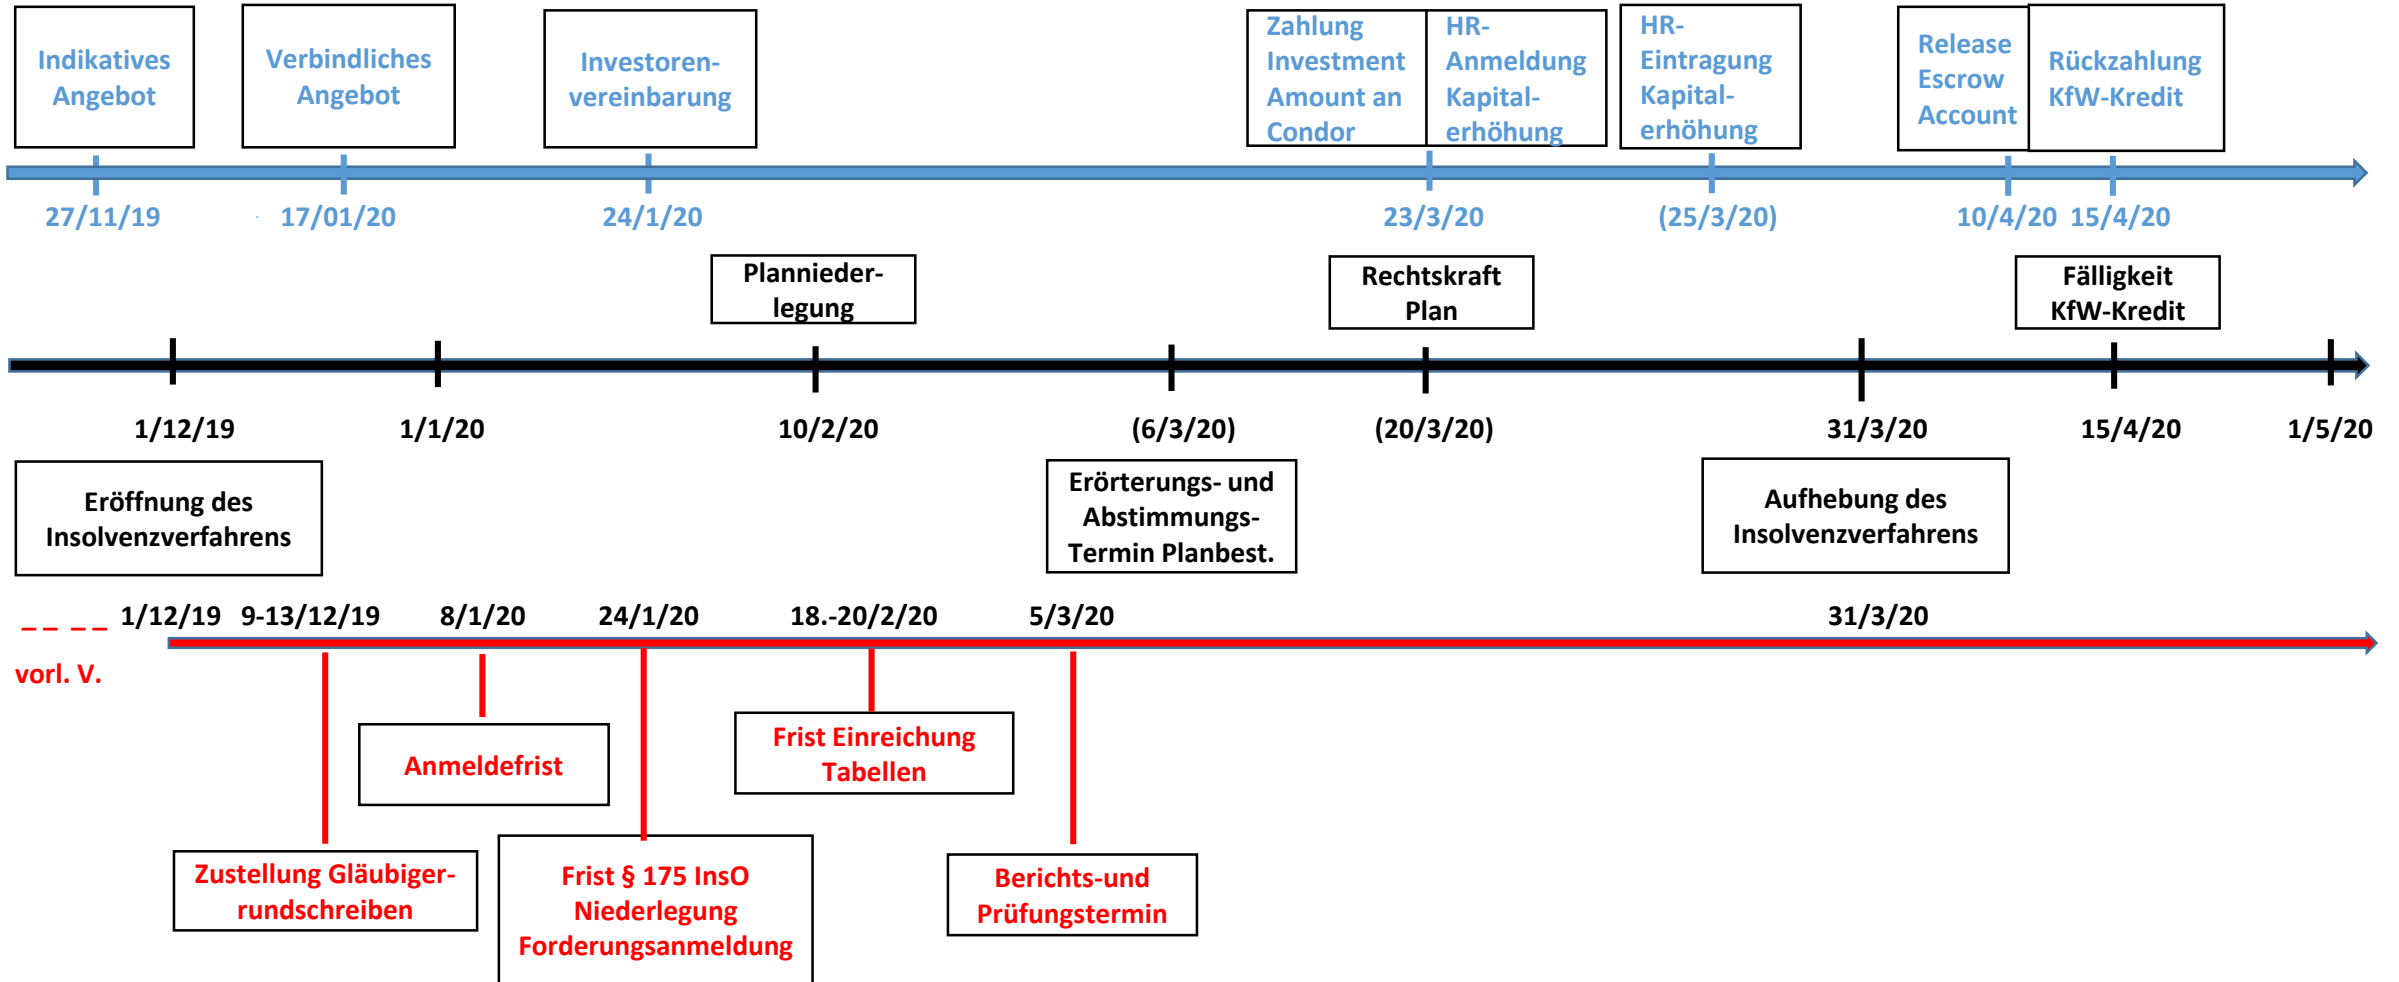 Indikatives
Angebot
Verbindliches
Angebot
Investoren-
vereinbarung
Zahlung
Investment
Amount an
Condor
HR-
Anmeldung
Kapital-
erhöhung
HR-
Eintragung
Kapital-
erhöhung
Release
Escrow
Account
Rückzahlung
KfW-Kredit
27/11/19
17/01/20
24/1/20
23/3/20
(25/3/20)
10/4/20
15/4/20
Plannieder-
legung
Rechtskraft
Plan
Fälligkeit
KfW-Kredit
1/12/19
1/1/20
10/2/20
(6/3/20)
(20/3/20)
31/3/20
15/4/20
1/5/20
Eröffnung des
Insolvenzverfahrens
Erörterungs- und
Abstimmungs-
Termin Planbest.
Aufhebung des
Insolvenzverfahrens
1/12/19
9-13/12/19
8/1/20
24/1/20
18.-20/2/20
5/3/20
31/3/20
vorl. V.
Anmeldefrist
Frist Einreichung
Tabellen
Zustellung Gläubiger-
rundschreiben
Frist § 175 InsO
Niederlegung
Forderungsanmeldung
Berichts-und
Prüfungstermin